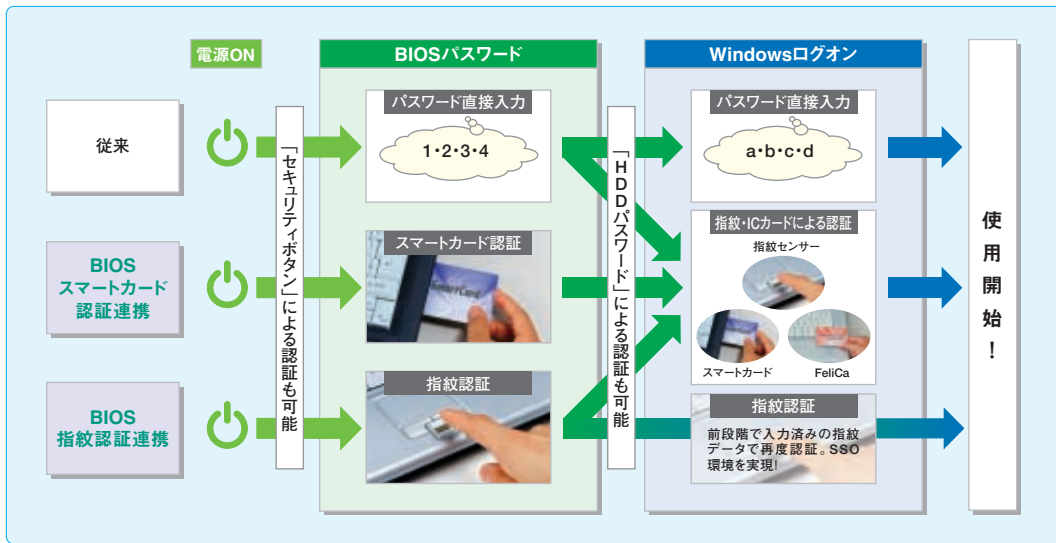 電源ON
BIOSパスワード
Windowsログオン
従来
「セキュリティボタン」による認証も可能
パスワード直接入力
1・2・3・4
「HDDパスワード」による認証も可能
パスワード直接入力
a・b・c・d
使用開始!
BIOS
スマートカード
認証連携
スマートカード認証
SmartCard
指紋・ICカードによる認証
指紋センサー
スマートカード
FeliCa
BIOS
指紋認証連携
指紋認証
指紋認証
前段階で入力済みの指紋
データで再度認証。SSO
環境を実現!